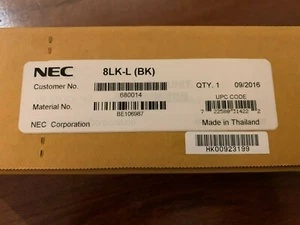 NEC 8LK-L (BK)
Customer No. QTY. 1 09/2016
680014 UPC CODE
Material No.
BE106987
NEC Corporation Made in Thailand
HK00923199